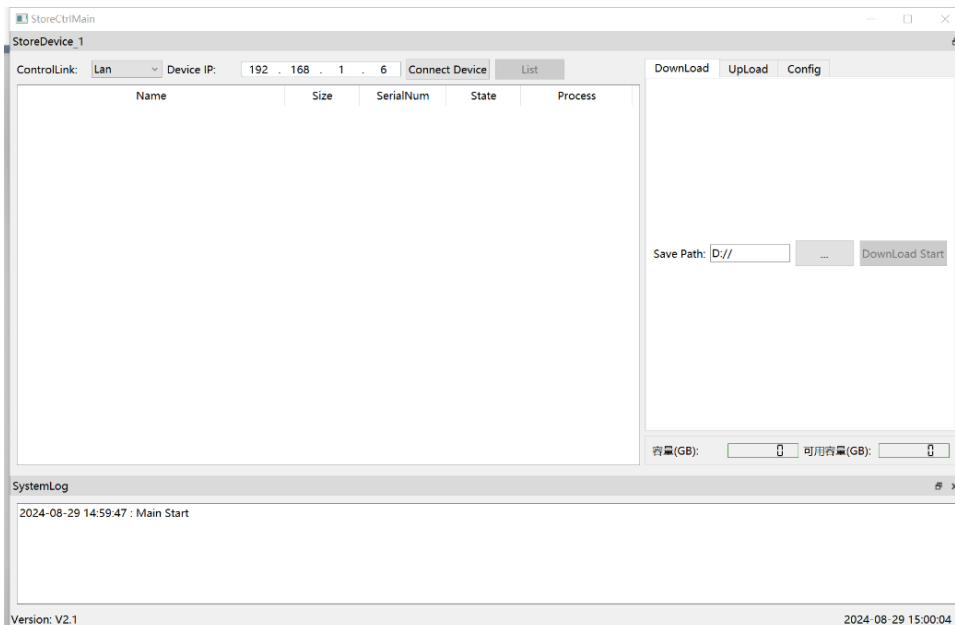 StoreCtrlMain
StoreDevice_1
ControlLink: Lan Device IP: 192 . 168 . 1 . 6 Connect Device List
DownLoad UpLoad Config
Name Size SerialNum State Process
Save Path: D:// ... DownLoad Start
容量(GB): 0 可用容量(GB): 0
SystemLog
2024-08-29 14:59:47 : Main Start
Version: V2.1 2024-08-29 15:00:04